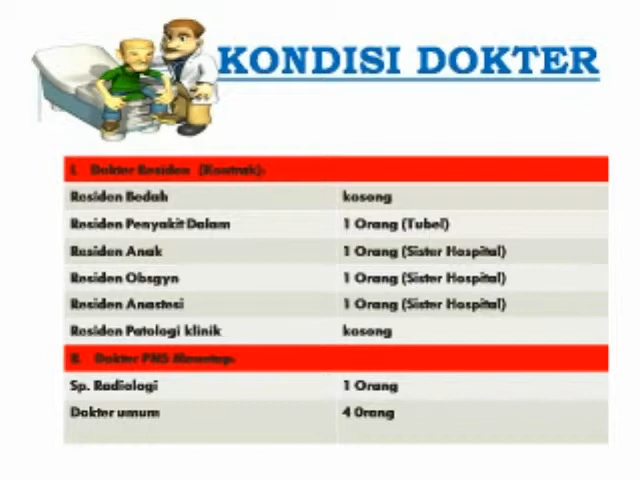 KONDISI DOKTER
I. Dokter Residen (Kontrak):
Residen Bedah kosong
Residen Penyakit Dalam 1 Orang (Tubel)
Residen Anak 1 Orang (Sister Hospital)
Residen Obsgyn 1 Orang (Sister Hospital)
Residen Anastesi 1 Orang (Sister Hospital)
Residen Patologi klinik kosong
Dokter PNS
Sp. Radiologi 1 Orang
Dokter umum 4 Orang